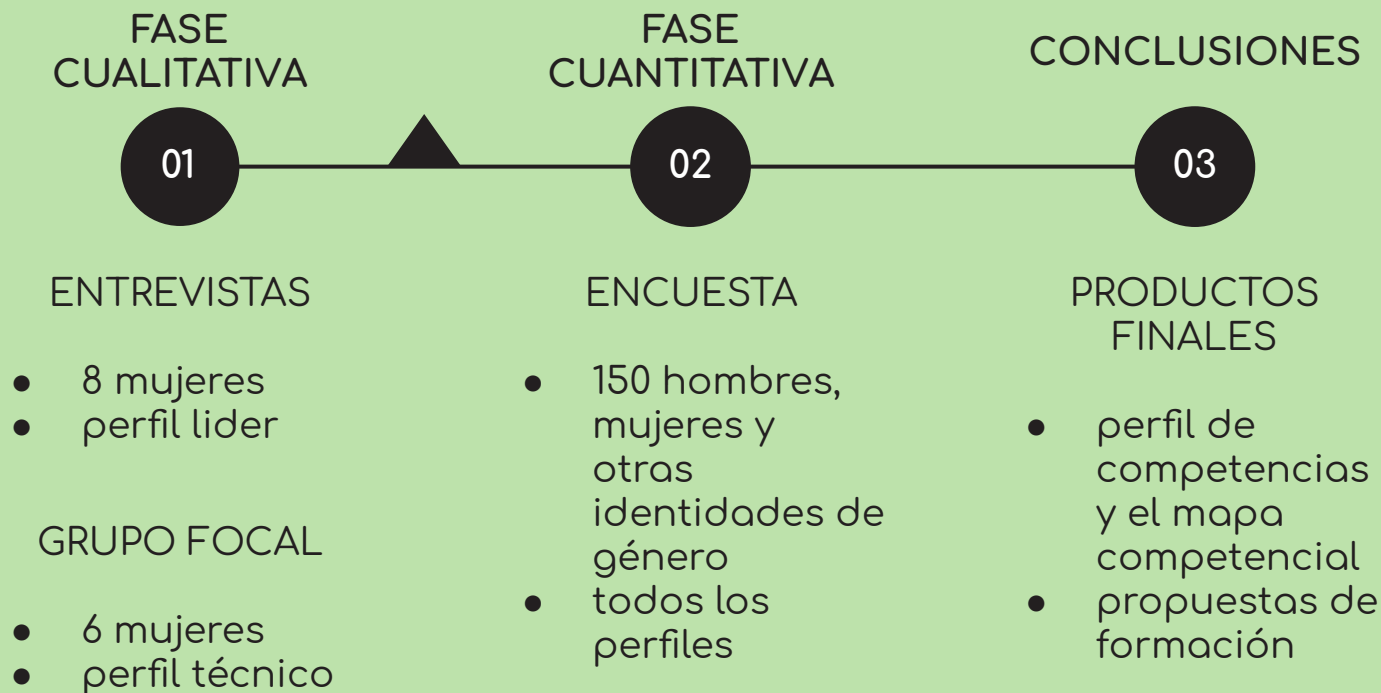 FASE
CUALITATIVA
01
ENTREVISTAS
● 8 mujeres
● perfil lider
GRUPO FOCAL
● 6 mujeres
● perfil técnico
FASE
CUANTITATIVA
02
ENCUESTA
● 150 hombres,
mujeres y
otras
identidades de
género
● todos los
perfiles
CONCLUSIONES
03
PRODUCTOS
FINALES
● perfil de
competencias
y el mapa
competencial
● propuestas de
formación